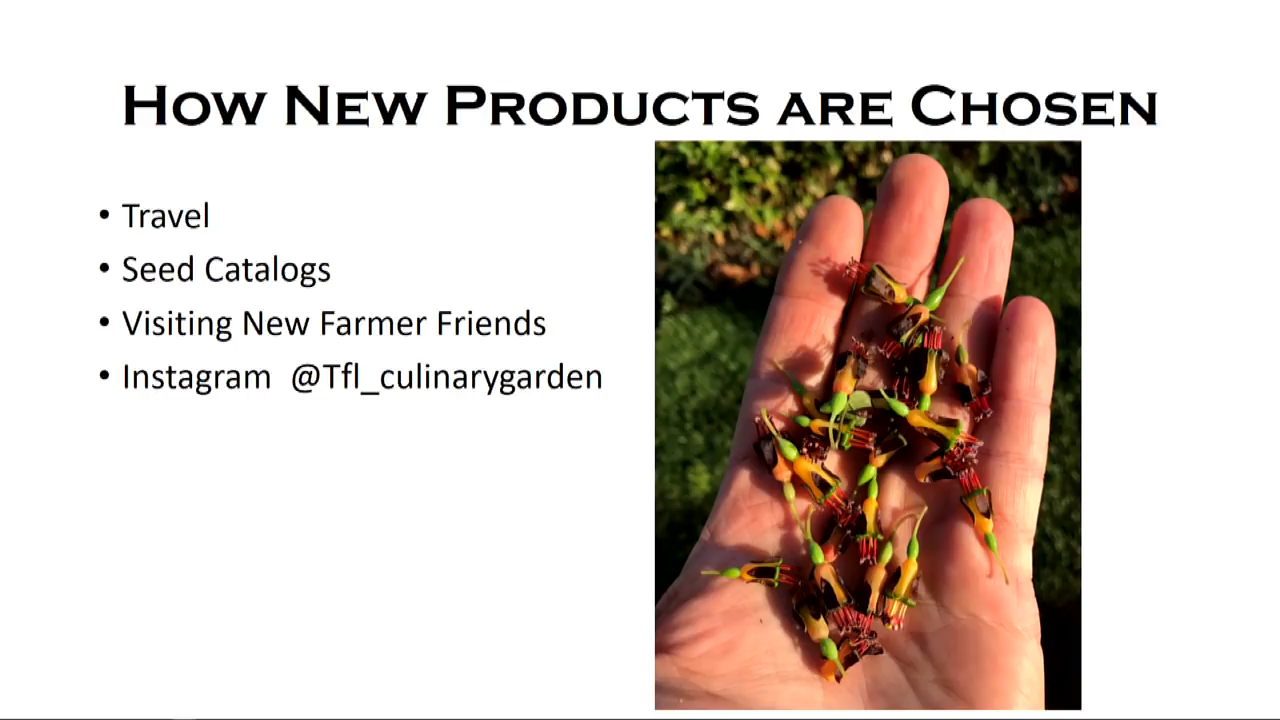 How New Products are Chosen
• Travel
• Seed Catalogs
• Visiting New Farmer Friends
• Instagram @Tfl_culinarygarden